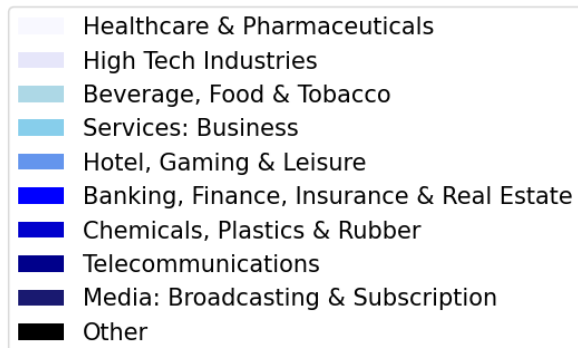 Healthcare & Pharmaceuticals
High Tech Industries
Beverage, Food & Tobacco
Services: Business
Hotel, Gaming & Leisure
Banking, Finance, Insurance & Real Estate
Chemicals, Plastics & Rubber
Telecommunications
Media: Broadcasting & Subscription
Other